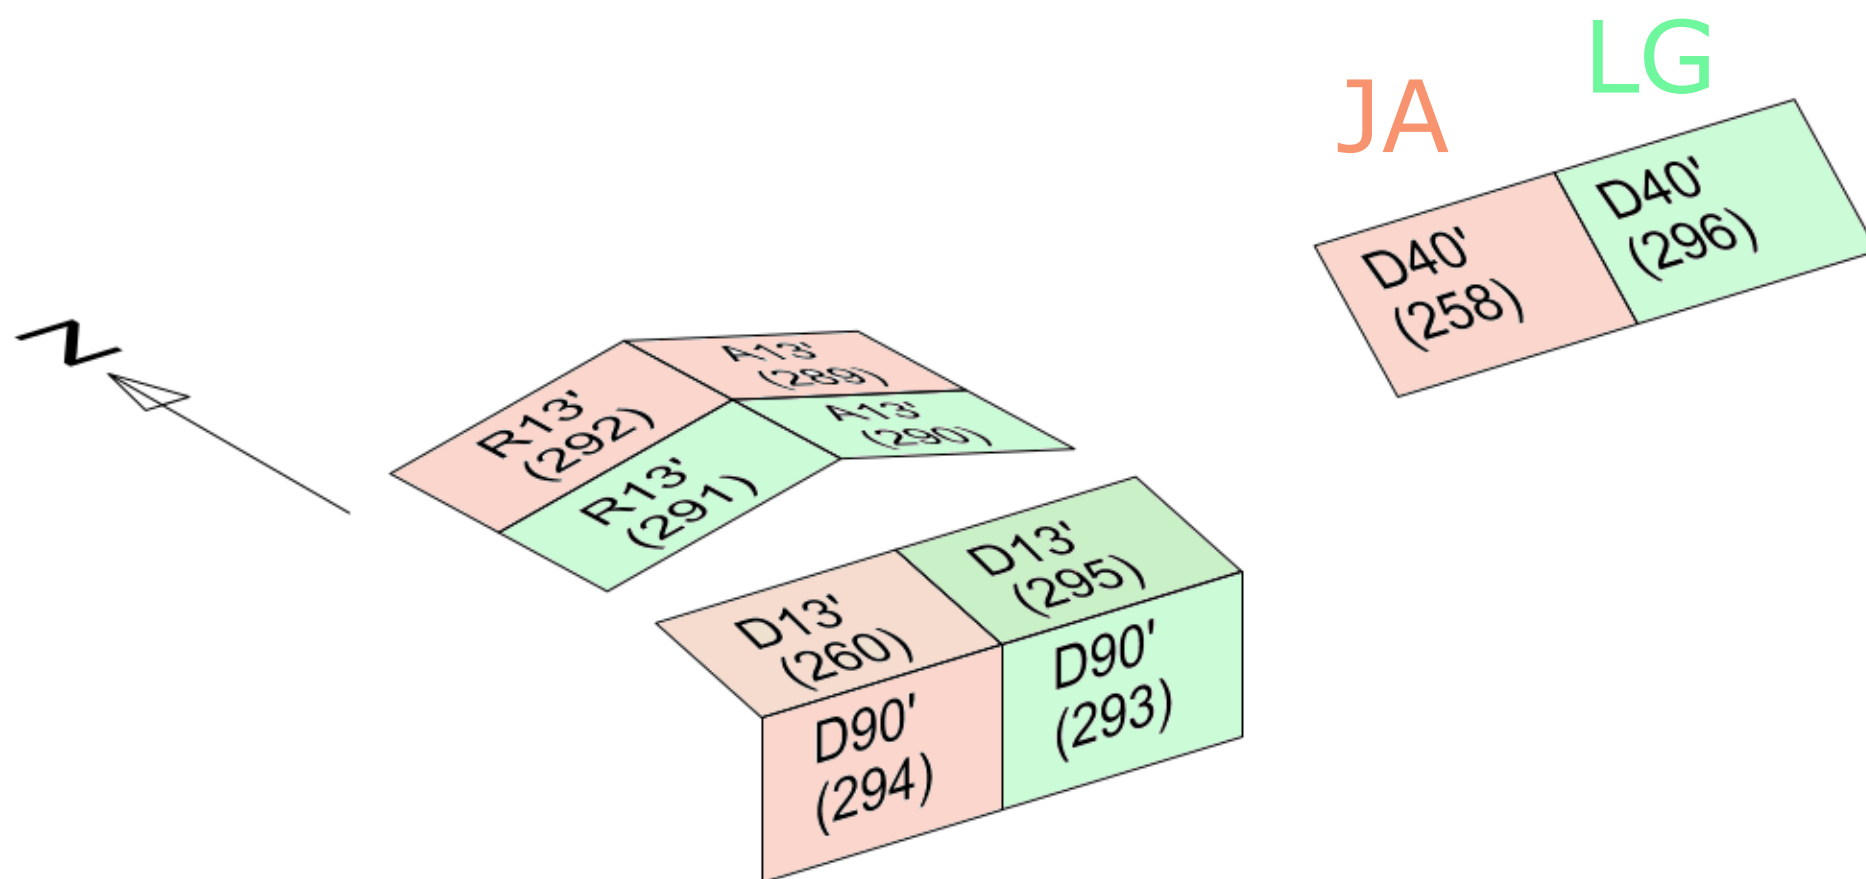 JA
LG
D40'
(258)
D40'
(296)
N
R13'
(292)
A13'
(289)
R13'
(291)
A13'
(290)
D13'
(260)
D13'
(295)
D90'
(294)
D90'
(293)